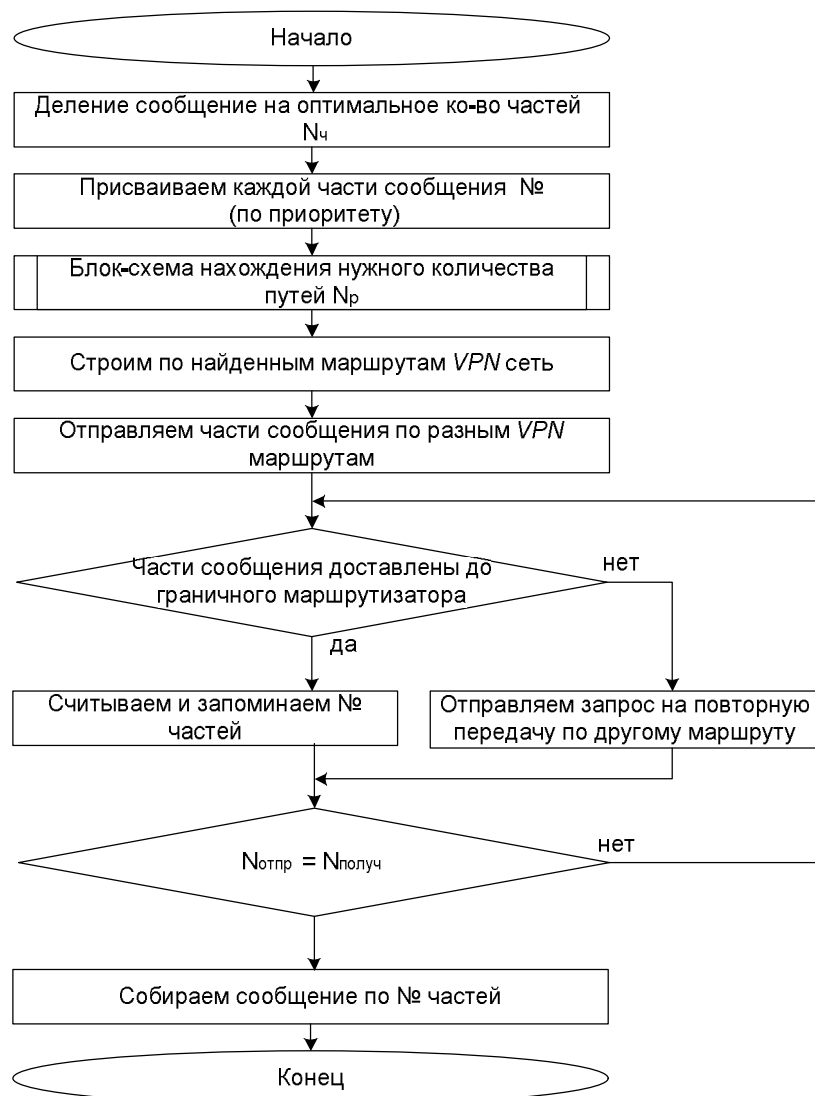 Начало
Деление сообщение на оптимальное ко-во частей
Nч
Присваиваем каждой части сообщения №
(по приоритету)
Блок-схема нахождения нужного количества
путей Nр
Строим по найденным маршрутам VPN сеть
Отправляем части сообщения по разным VPN
маршрутам
Части сообщения доставлены до
граничного маршрутизатора
нет
да
Считываем и запоминаем №
частей
Отправляем запрос на повторную
передачу по другому маршруту
Nотпр = Nполуч
нет
Собираем сообщение по № частей
Конец